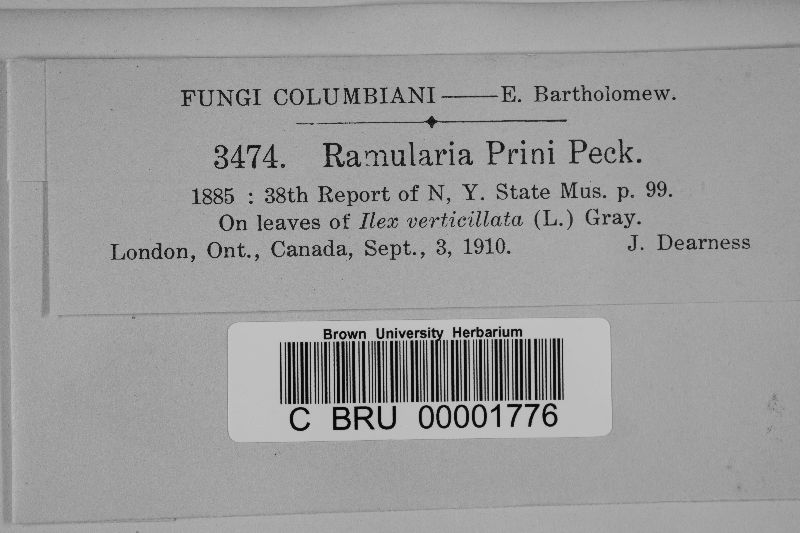 FUNGI COLUMBIANI——E. Bartholomew.
3474. Ramularia Prini Peck.
1885 : 38th Report of N, Y. State Mus. p. 99.
On leaves of Ilex verticillata (L.) Gray.
London, Ont., Canada, Sept., 3, 1910. J. Dearness
Brown University Herbarium
C BRU 00001776